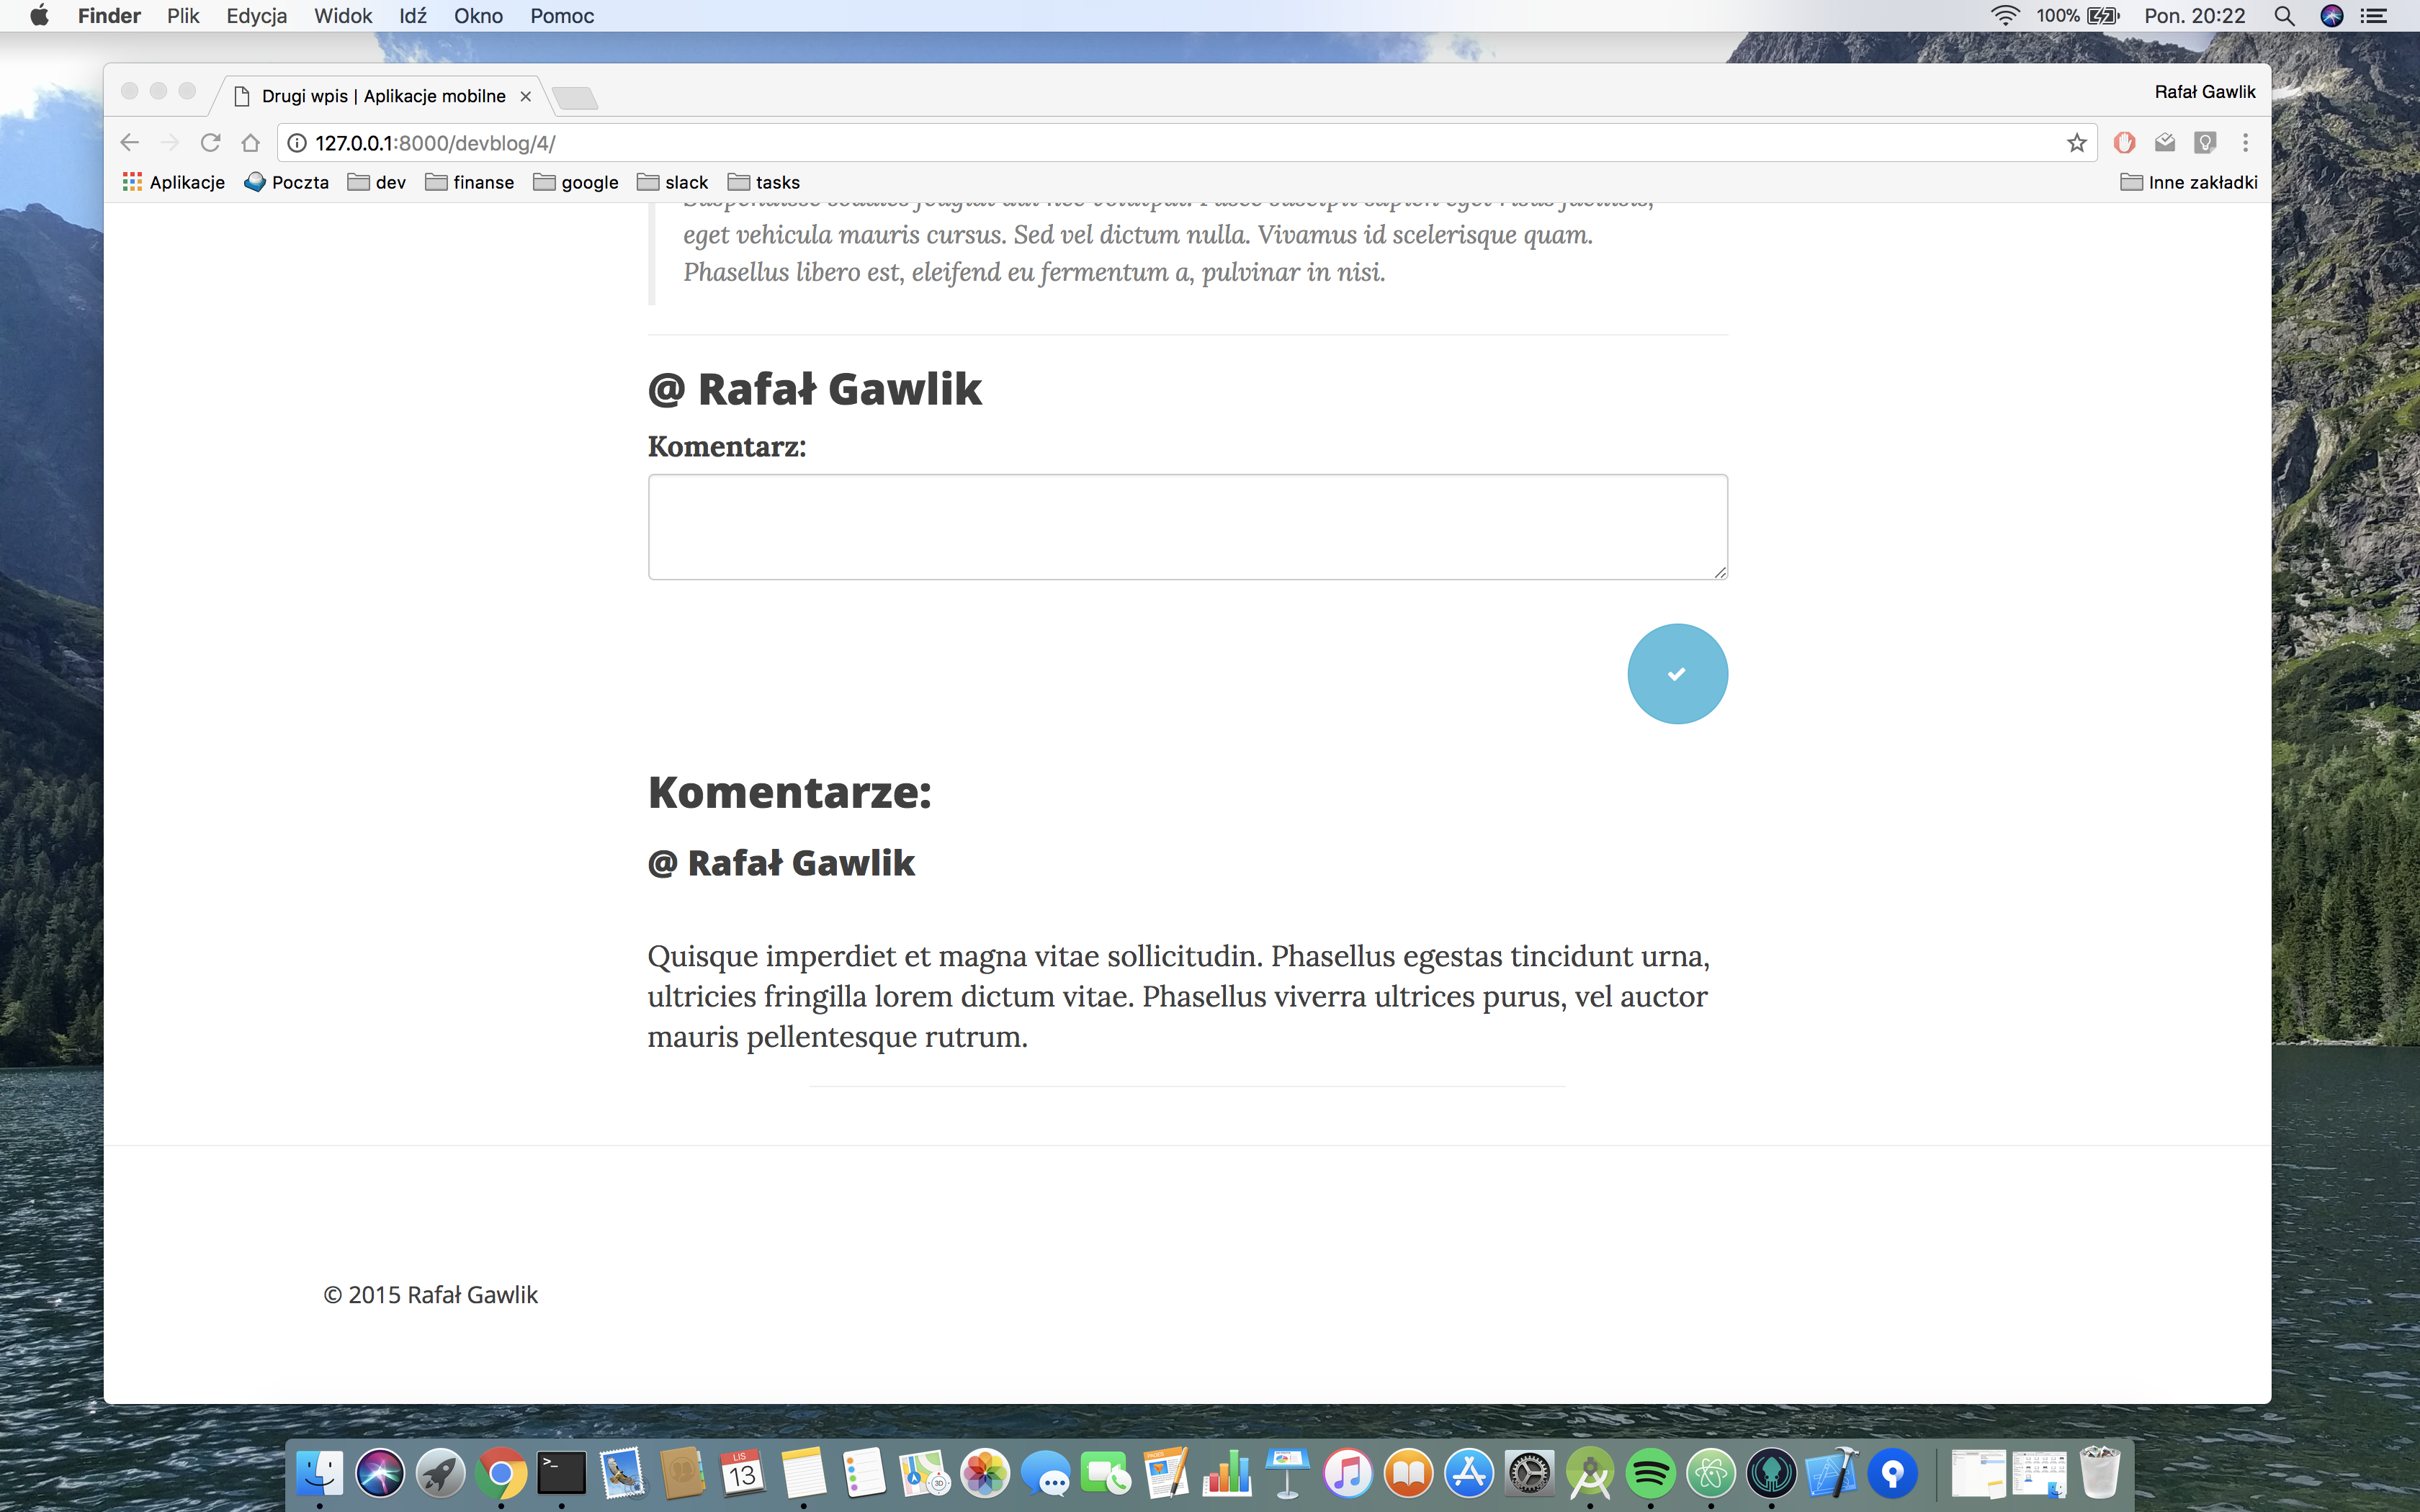 Finder Plik Edycja Widok Idź Okno Pomoc 100% Pon. 20:22
Drugi wpis | Aplikacje mobilne Rafał Gawlik
127.0.0.1:8000/devblog/4/
Aplikacje Poczta dev finanse google slack tasks Inne zakładki
eget vehicula mauris cursus. Sed vel dictum nulla. Vivamus id scelerisque quam.
Phasellus libero est, eleifend eu fermentum a, pulvinar in nisi.
@ Rafał Gawlik
Komentarz:
Komentarze:
@ Rafał Gawlik
Quisque imperdiet et magna vitae sollicitudin. Phasellus egestas tincidunt urna,
ultricies fringilla lorem dictum vitae. Phasellus viverra ultrices purus, vel auctor
mauris pellentesque rutrum.
© 2015 Rafał Gawlik
LIS
13
3D
PAGES